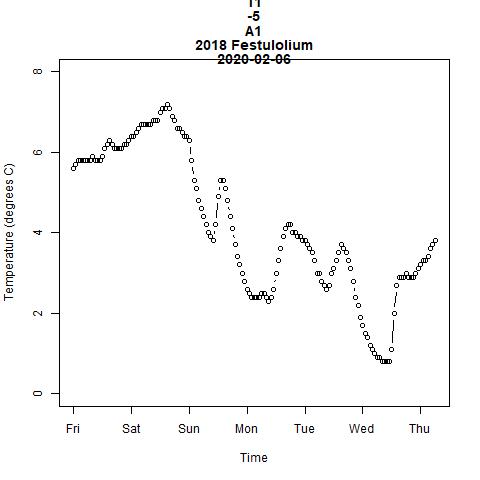 T1
-5
A1
2018 Festulolium
2020-02-06
8
6
4
2
0
Temperature (degrees C)
Fri Sat Sun Mon Tue Wed Thu
Time